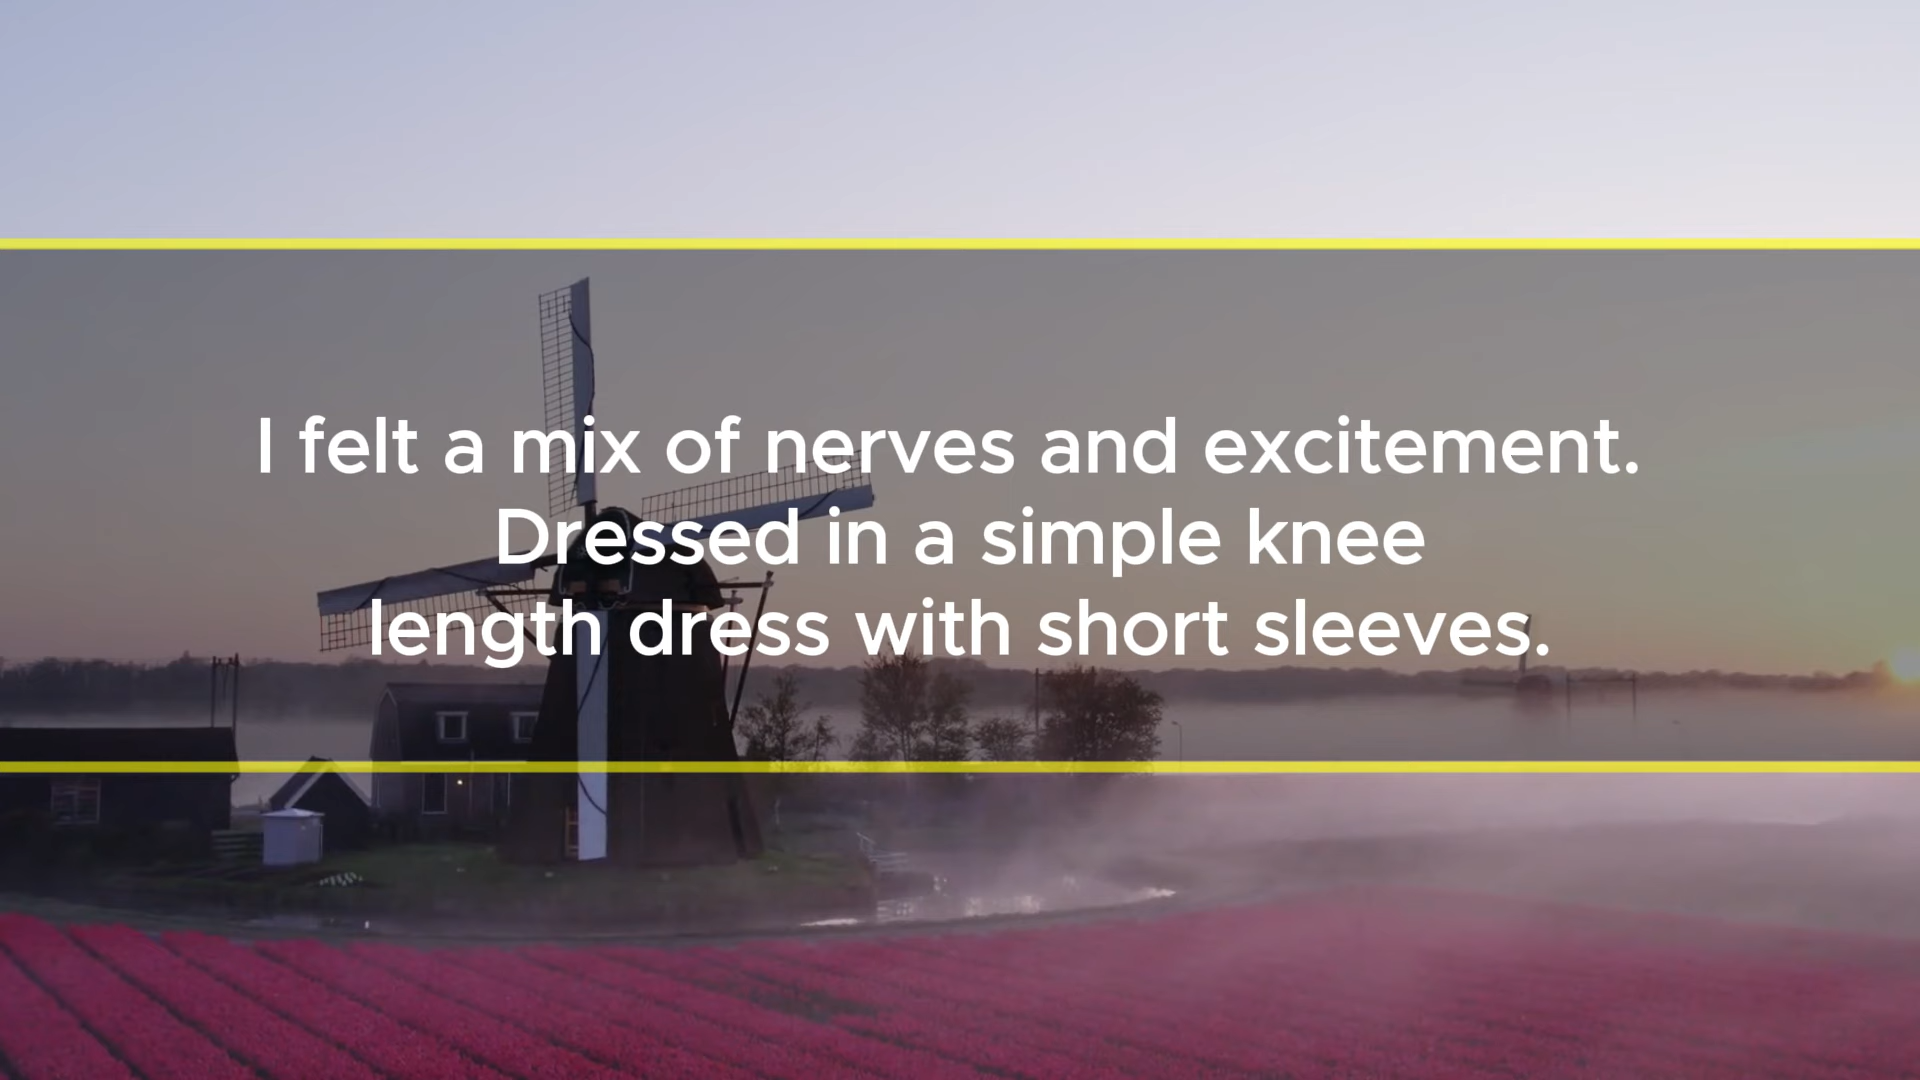 I felt a mix of nerves and excitement.
Dressed in a simple knee
length dress with short sleeves.